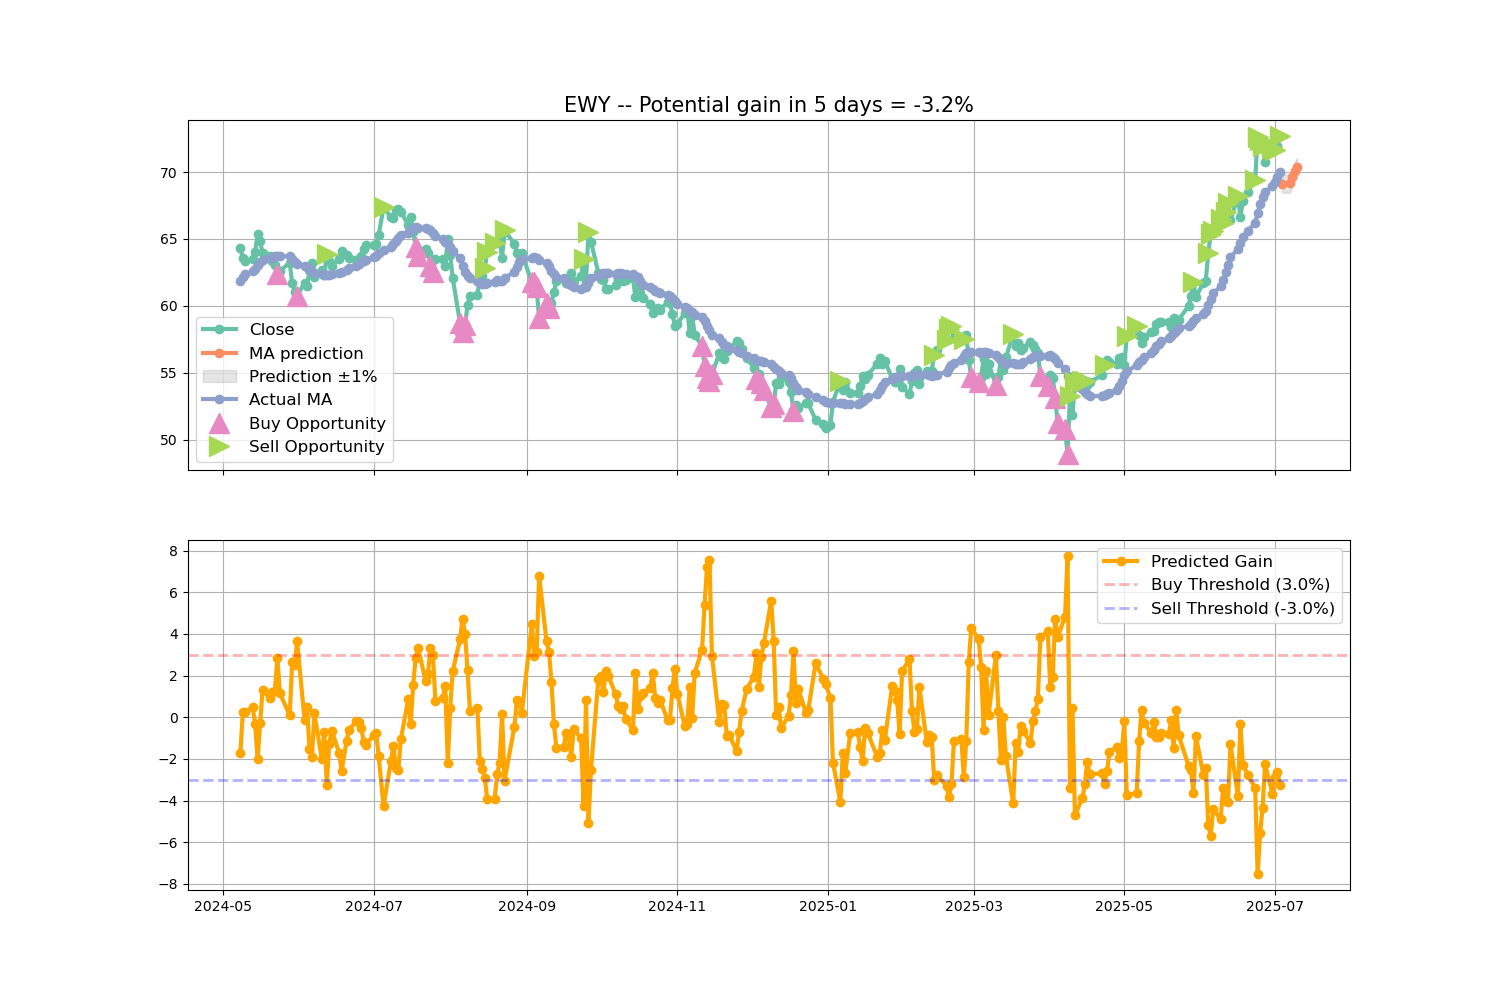 EWY -- Potential gain in 5 days = -3.2%
70
65
60
55
50
Close
MA prediction
Prediction ±1%
Actual MA
Buy Opportunity
Sell Opportunity
8
6
4
2
0
−2
−4
−6
−8
Predicted Gain
Buy Threshold (3.0%)
Sell Threshold (-3.0%)
2024-05
2024-07
2024-09
2024-11
2025-01
2025-03
2025-05
2025-07